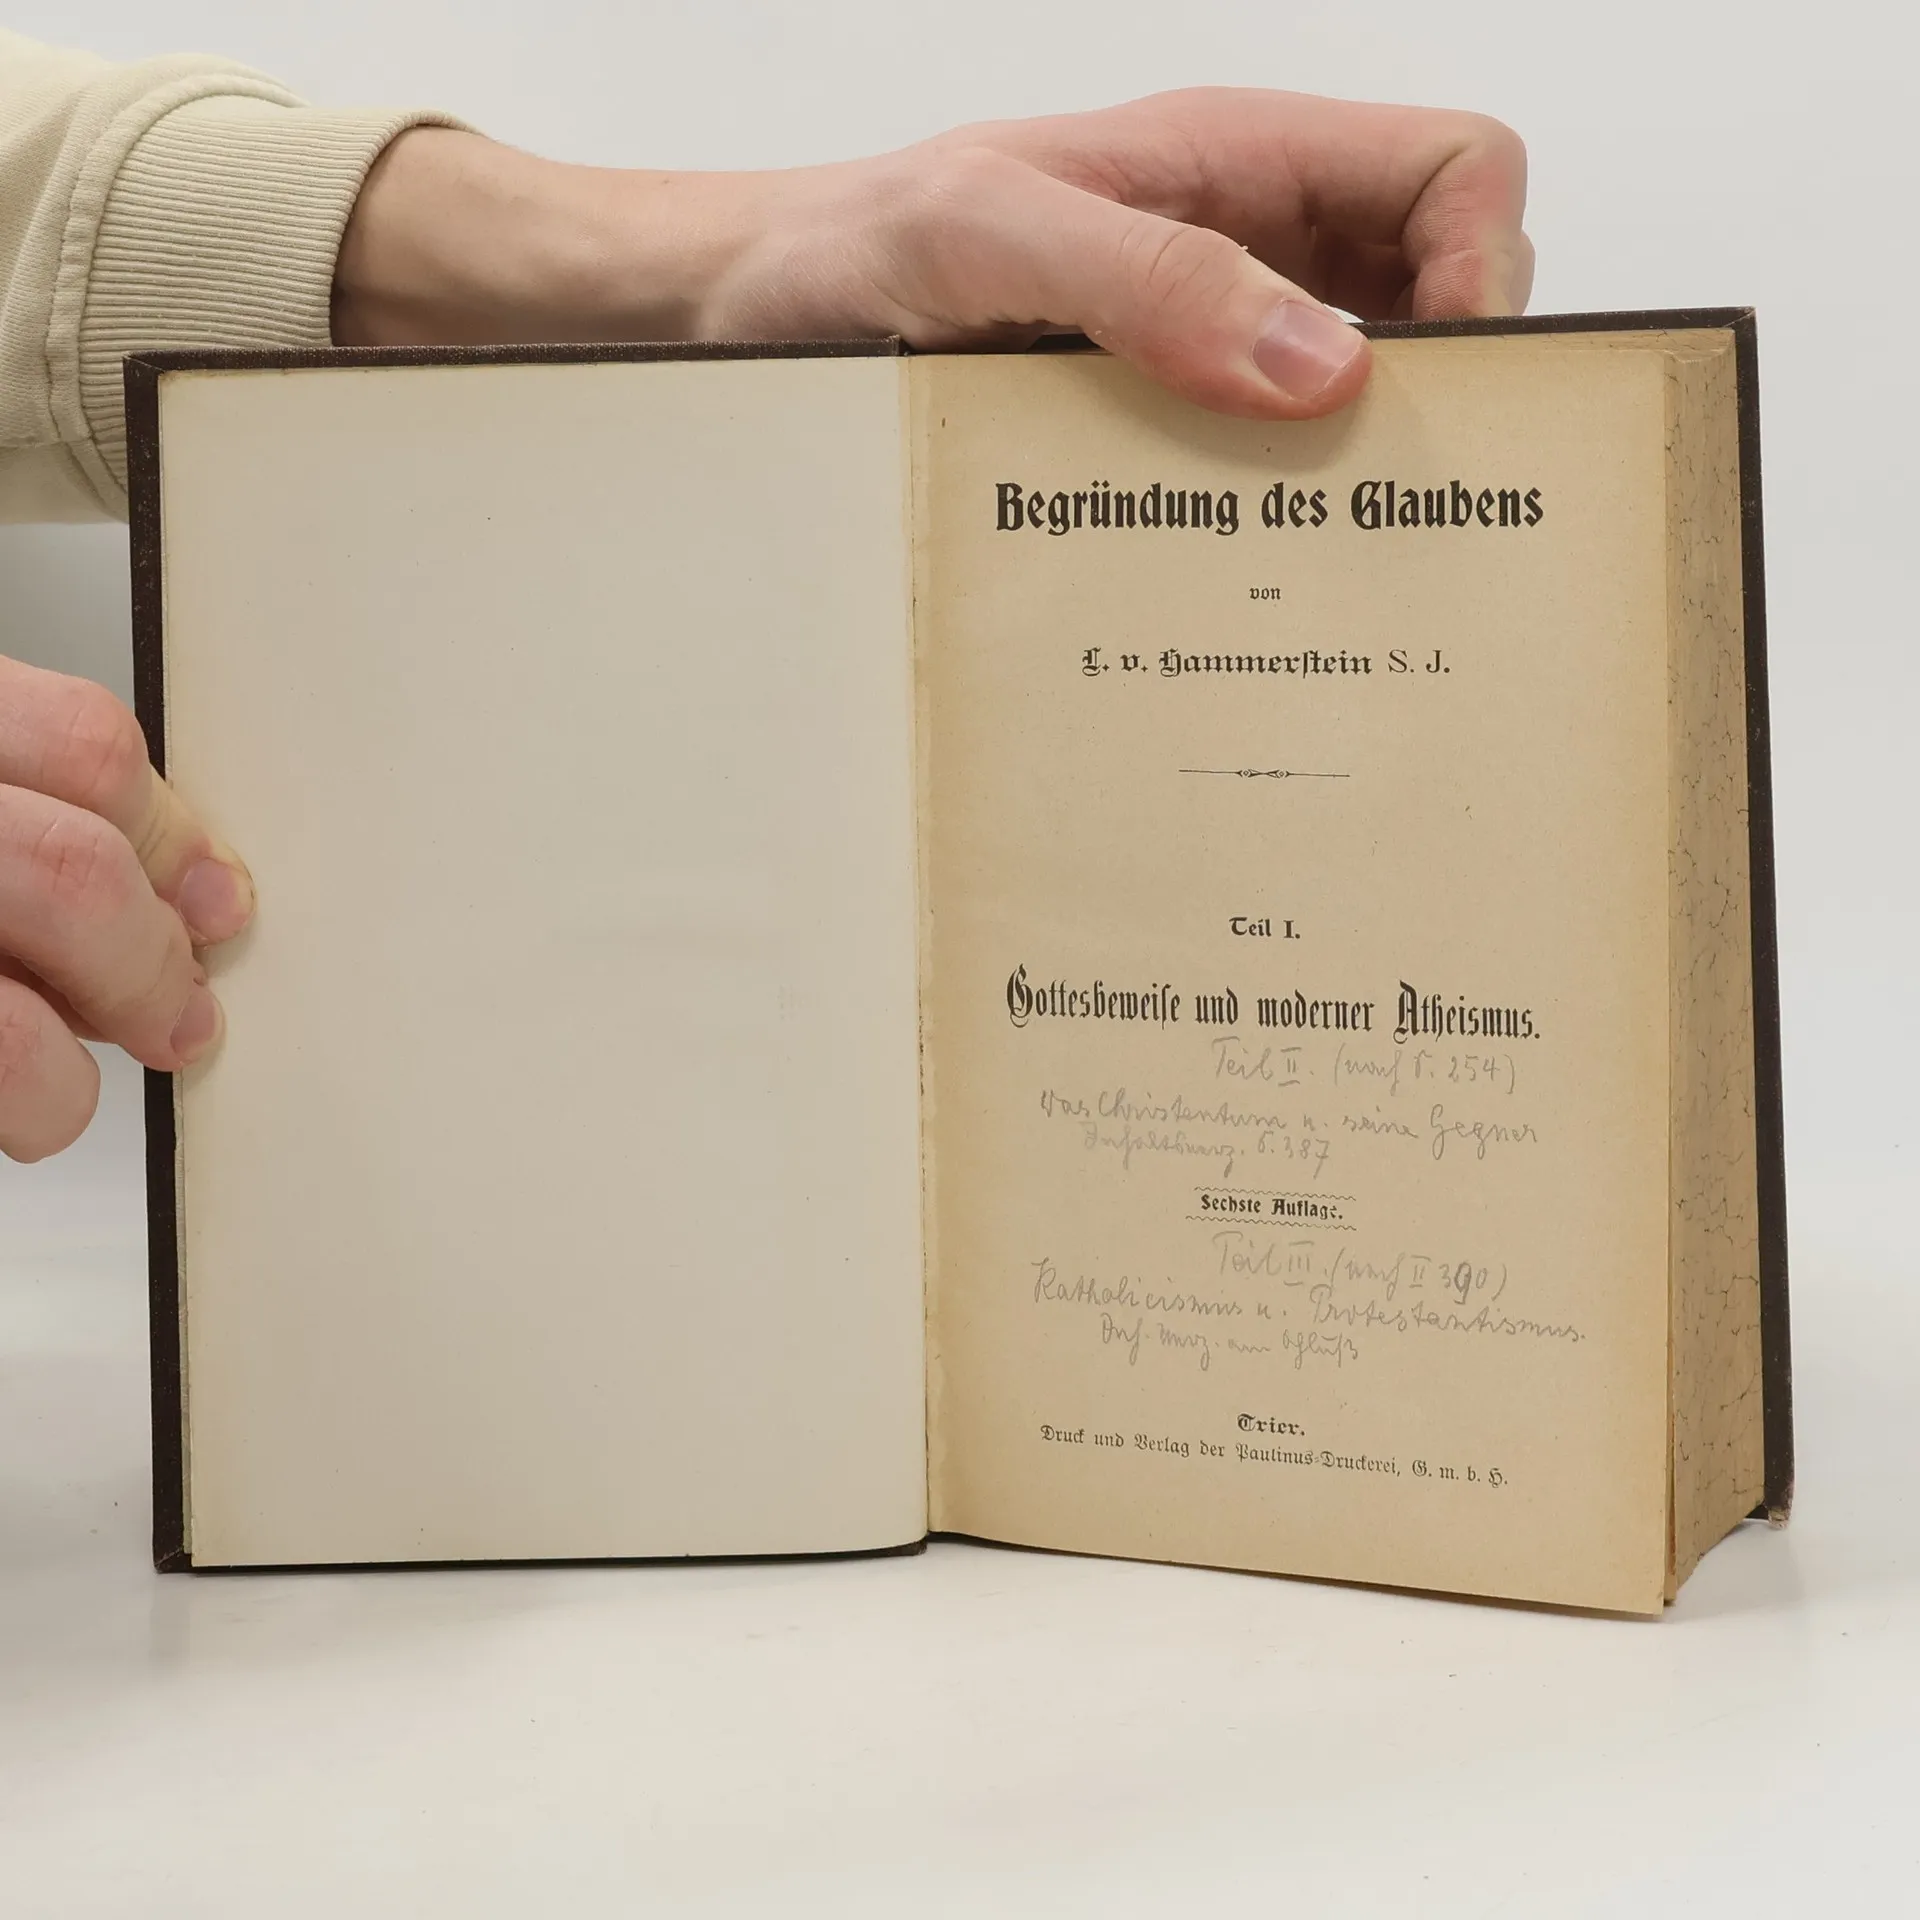 Begründung des Glaubens
von
L. v. Hammerſtein S. J.
Teil I.
Gottesbeweiſe und moderner Atheismus.
Teil II. (nach S. 254)
Das Christentum u. seine Gegner
Inhaltsverz. S. 387
Sechste Auflage.
Teil III. (nach II 390)
Katholicismus u. Protestantismus.
Inh. Verz. am Schluß
Trier.
Druck und Verlag der Paulinus-Druckerei, G. m. b. H.